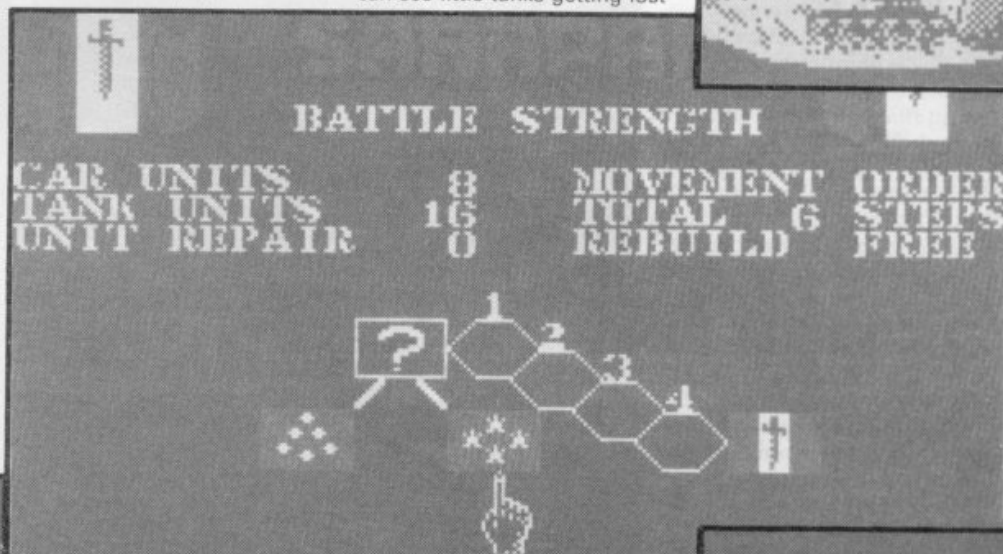 BATTLE STRENGTH
CAR UNITS 8 MOVEMENT ORDER
TANK UNITS 16 TOTAL 6 STEPS
UNIT REPAIR 0 REBUILD FREE
1
2
?
3
4